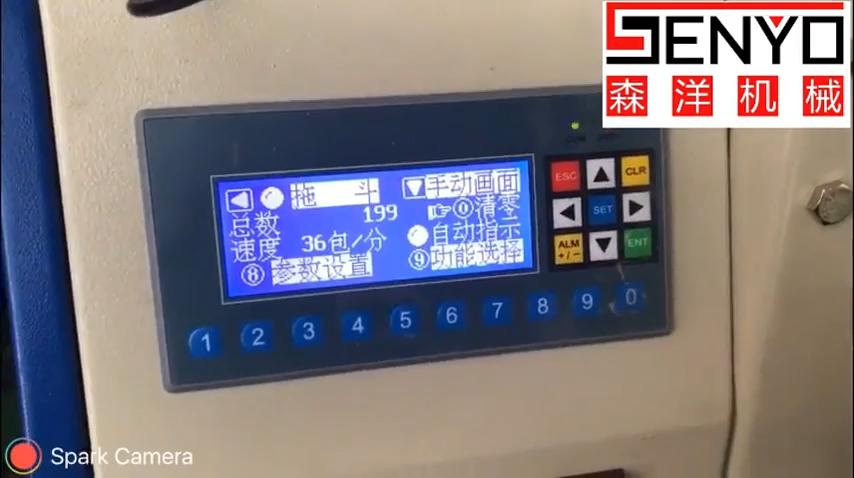 SENYO
森洋机械
拖 斗
手动画面
总数 199
⓪清零
速度 36包/分
自动指示
⑧ 参数设置
⑨功能选择
ESC
CLR
SET
ALM
+/−
ENT
1 2 3 4 5 6 7 8 9 0
Spark Camera